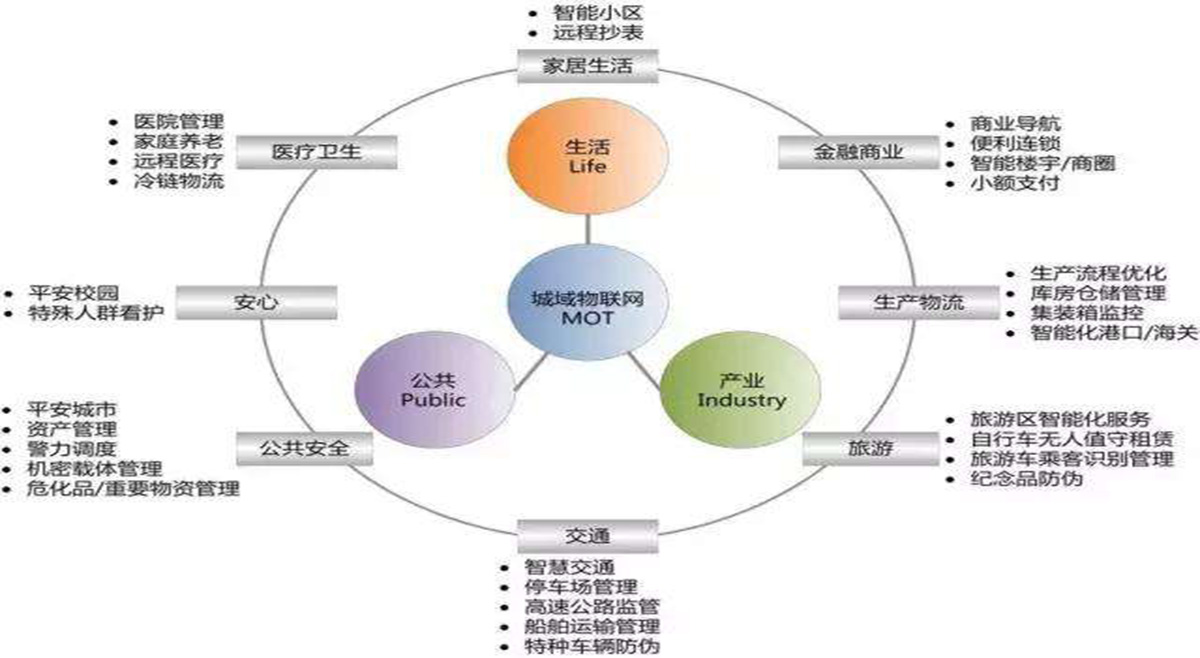 智能小区
远程抄表
家居生活
医院管理
家庭养老
远程医疗
冷链物流
医疗卫生
生活
Life
金融商业
商业导航
便利连锁
智能楼宇/商圈
小额支付
平安校园
特殊人群看护
安心
城域物联网
MOT
生产物流
生产流程优化
库房仓储管理
集装箱监控
智能化港口/海关
公共
Public
产业
Industry
平安城市
资产管理
警力调度
机密载体管理
危化品/重要物资管理
公共安全
旅游
旅游区智能化服务
自行车无人值守租赁
旅游车乘客识别管理
纪念品防伪
交通
智慧交通
停车场管理
高速公路监管
船舶运输管理
特种车辆防伪